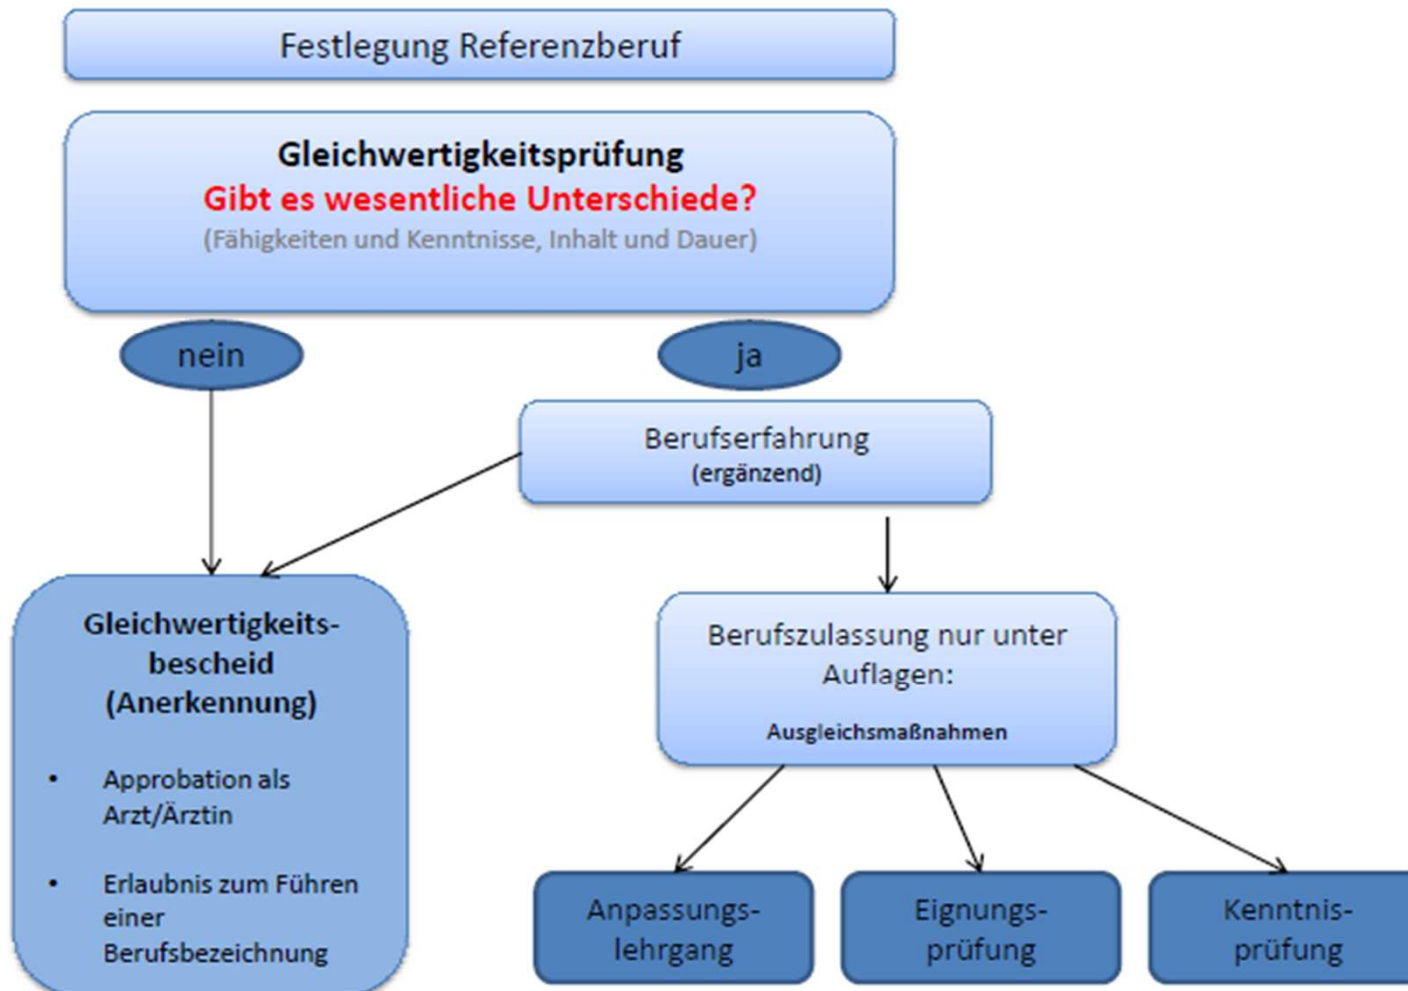 Festlegung Referenzberuf
Gleichwertigkeitsprüfung
Gibt es wesentliche Unterschiede?
(Fähigkeiten und Kenntnisse, Inhalt und Dauer)
nein
ja
Berufserfahrung
(ergänzend)
Gleichwertigkeits-
bescheid
(Anerkennung)
• Approbation als
Arzt/Ärztin
• Erlaubnis zum Führen
einer
Berufsbezeichnung
Berufszulassung nur unter
Auflagen:
Ausgleichsmaßnahmen
Anpassungs-
lehrgang
Eignungs-
prüfung
Kenntnis-
prüfung